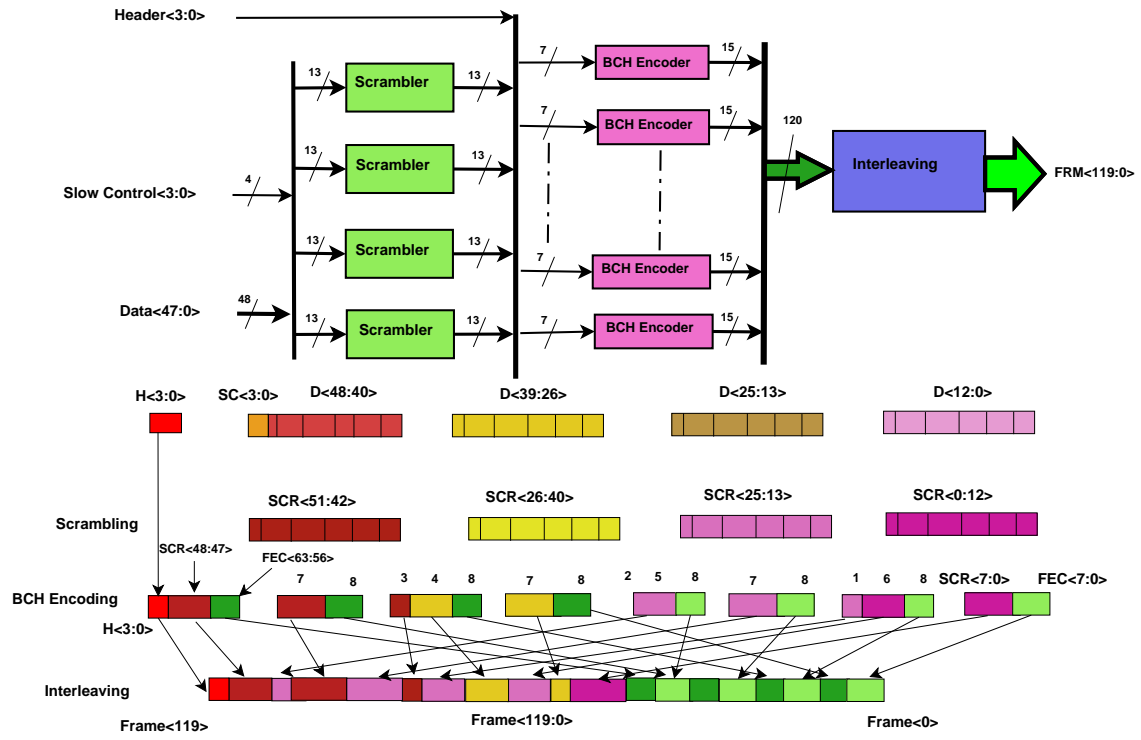 Header<3:0>
7
BCH Encoder
15
13
Scrambler
13
7
BCH Encoder
15
120
Interleaving
FRM<119:0>
13
Scrambler
13
4
Slow Control<3:0>
13
Scrambler
13
7
BCH Encoder
15
48
Data<47:0>
13
Scrambler
13
7
BCH Encoder
15
H<3:0>
SC<3:0>
D<48:40>
D<39:26>
D<25:13>
D<12:0>
Scrambling
SCR<51:42>
SCR<26:40>
SCR<25:13>
SCR<0:12>
SCR<48:47>
FEC<63:56>
BCH Encoding
7 8
3 4 8
7 8
2 5 8
7 8
1 6 8
SCR<7:0>
FEC<7:0>
H<3:0>
Interleaving
Frame<119>
Frame<119:0>
Frame<0>